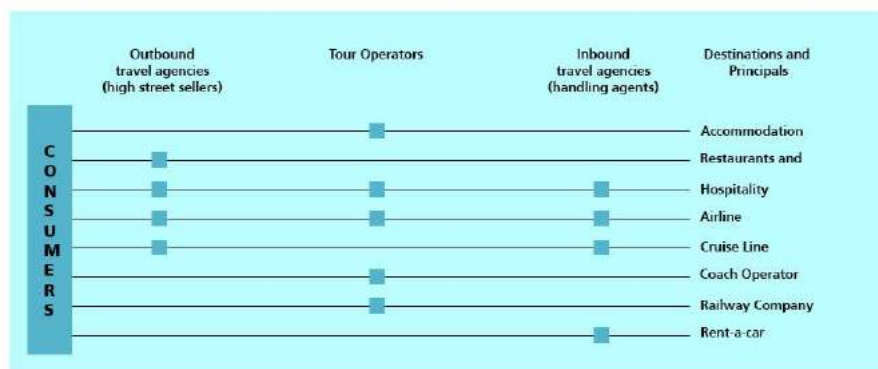 Outbound
travel agencies
(high street sellers)
Tour Operators
Inbound
travel agencies
(handling agents)
Destinations and
Principals
CONSUMERS
Accommodation
Restaurants and
Hospitality
Airline
Cruise Line
Coach Operator
Railway Company
Rent-a-car